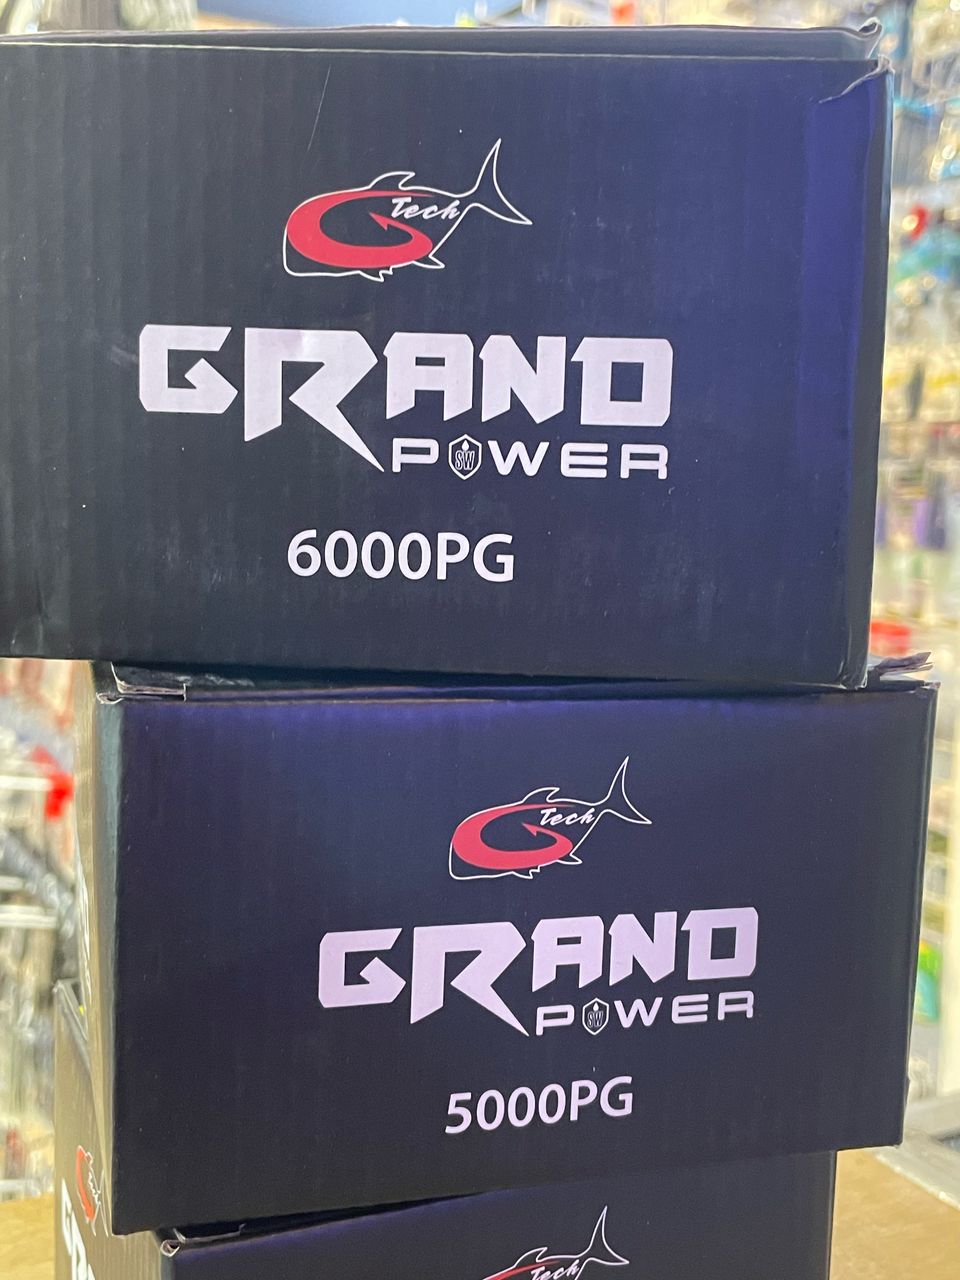 Tech
GRAND
POWER
SW
6000PG
Tech
GRAND
POWER
SW
5000PG
Tech